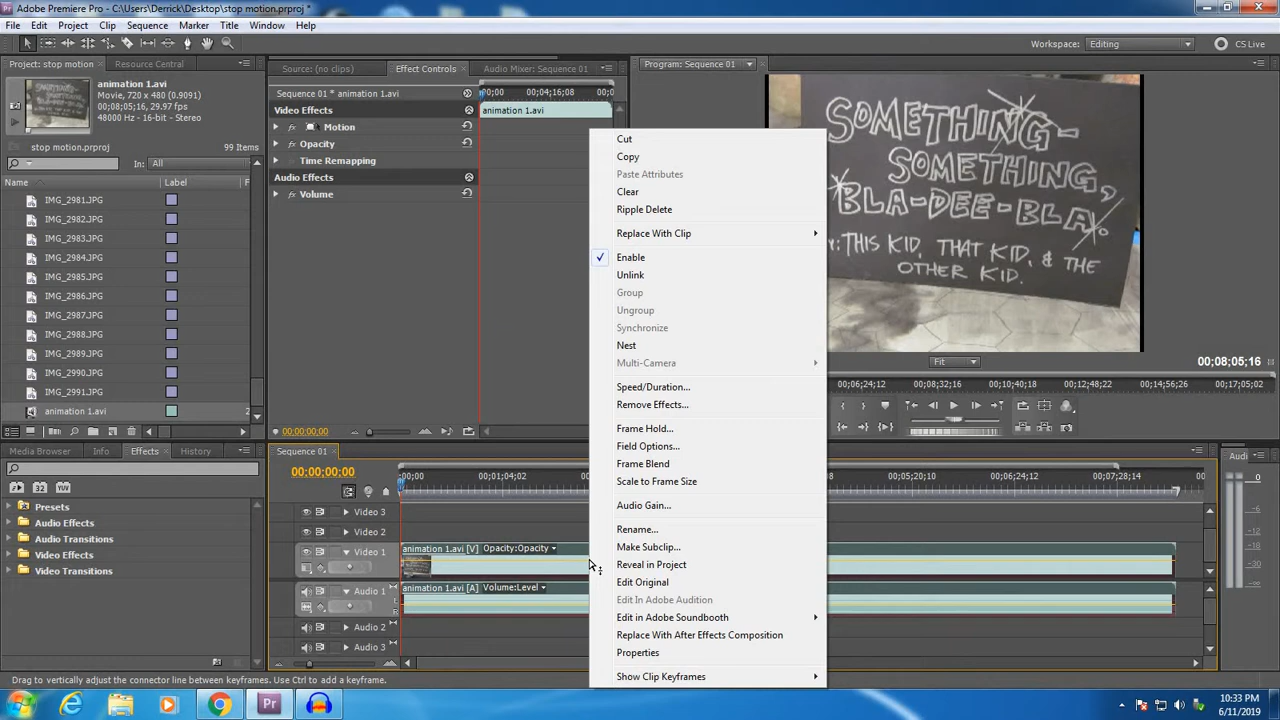 Adobe Premiere Pro - C:\Users\Derrick\Desktop\stop motion.prproj *
File Edit Project Clip Sequence Marker Title Window Help
Workspace: Editing CS Live
Project: stop motion Resource Central
Source: (no clips) Effect Controls Audio Mixer: Sequence 01
Program: Sequence 01
animation 1.avi
Movie, 720 x 480 (0.9091)
00;08;05;16, 29.97 fps
48000 Hz - 16-bit - Stereo
stop motion.prproj 99 Items
In: All
Name Label
IMG_2981.JPG
IMG_2982.JPG
IMG_2983.JPG
IMG_2984.JPG
IMG_2985.JPG
IMG_2986.JPG
IMG_2987.JPG
IMG_2988.JPG
IMG_2989.JPG
IMG_2990.JPG
IMG_2991.JPG
animation 1.avi
Sequence 01 * animation 1.avi
;00;00 00;04;16;08
Video Effects
animation 1.avi
fx Motion
fx Opacity
fx Time Remapping
Audio Effects
fx Volume
00;00;00;00
Cut
Copy
Paste Attributes
Clear
Ripple Delete
Replace With Clip
Enable
Unlink
Group
Ungroup
Synchronize
Nest
Multi-Camera
Speed/Duration...
Remove Effects...
Frame Hold...
Field Options...
Frame Blend
Scale to Frame Size
Audio Gain...
Rename...
Make Subclip...
Reveal in Project
Edit Original
Edit In Adobe Audition
Edit in Adobe Soundbooth
Replace With After Effects Composition
Properties
Show Clip Keyframes
SOMETHING-
SOMETHING,
BLA-DEE-BLA.
: THIS KID, THAT KID, & THE
OTHER KID.
Fit 00;08;05;16
00;06;24;12 00;08;32;16 00;10;40;18 00;12;48;22 00;14;56;26 00;17;05;02
Media Browser Info Effects History
32 YUV
Presets
Audio Effects
Audio Transitions
Video Effects
Video Transitions
Sequence 01
00;00;00;00
;00;00 00;01;04;02 00;05;20;10 00;06;24;12 00;07;28;14
Video 3
Video 2
Video 1
animation 1.avi [V] Opacity:Opacity
Audio 1
animation 1.avi [A] Volume:Level
Audio 2
Audio 3
Audi
0
-6
-12
-18
-30
Drag to vertically adjust the connector line between keyframes. Use Ctrl to add a keyframe.
10:33 PM
6/11/2019